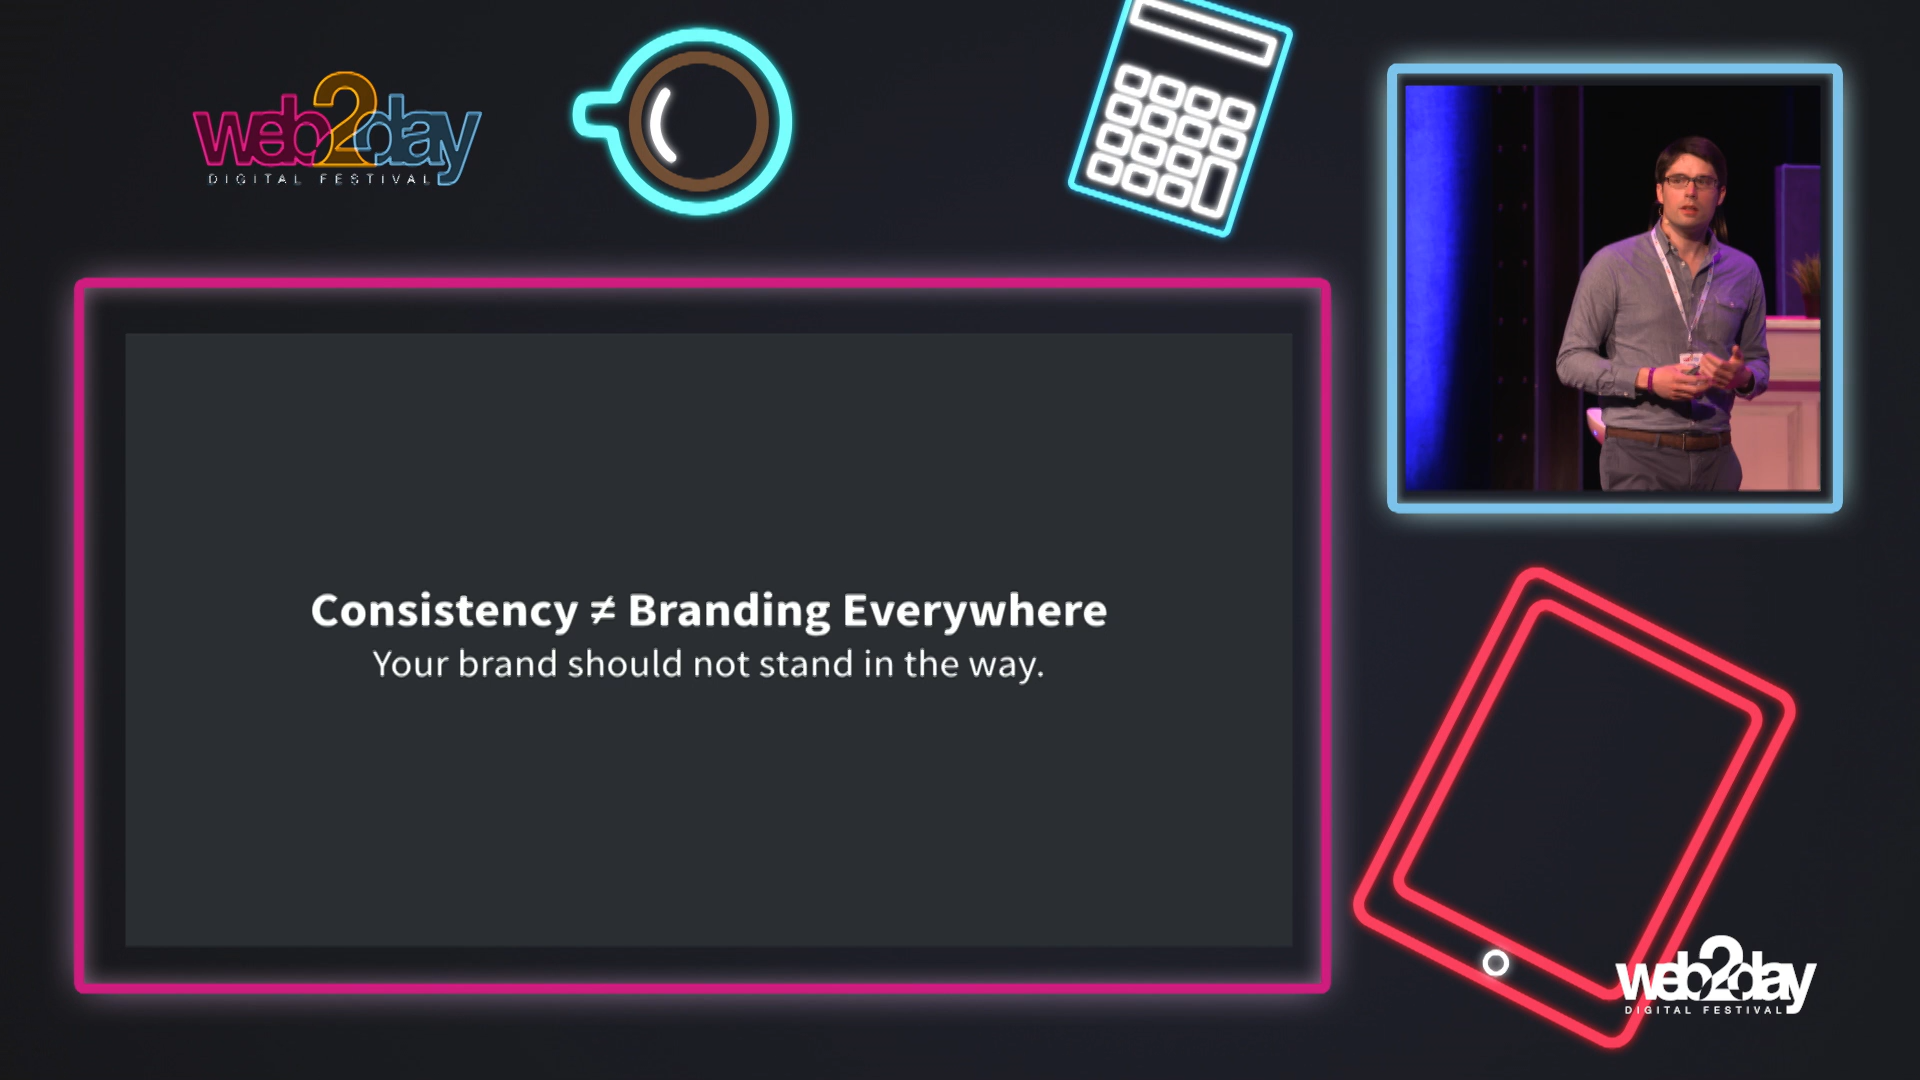 web2day
DIGITAL FESTIVAL
Consistency ≠ Branding Everywhere
Your brand should not stand in the way.
web2day
DIGITAL FESTIVAL